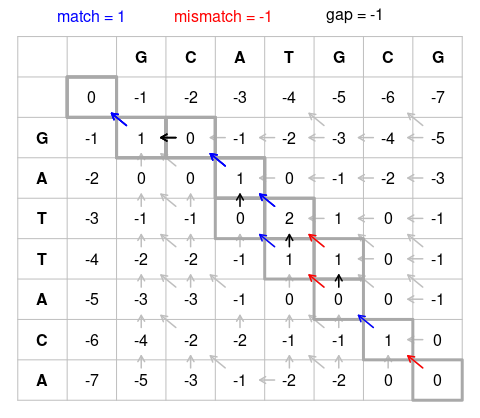 match = 1 mismatch = -1 gap = -1
G C A T G C G
0 -1 -2 -3 -4 -5 -6 -7
G -1 1 0 -1 -2 -3 -4 -5
A -2 0 0 1 0 -1 -2 -3
T -3 -1 -1 0 2 1 0 -1
T -4 -2 -2 -1 1 1 0 -1
A -5 -3 -3 -1 0 0 0 -1
C -6 -4 -2 -2 -1 -1 1 0
A -7 -5 -3 -1 -2 -2 0 0